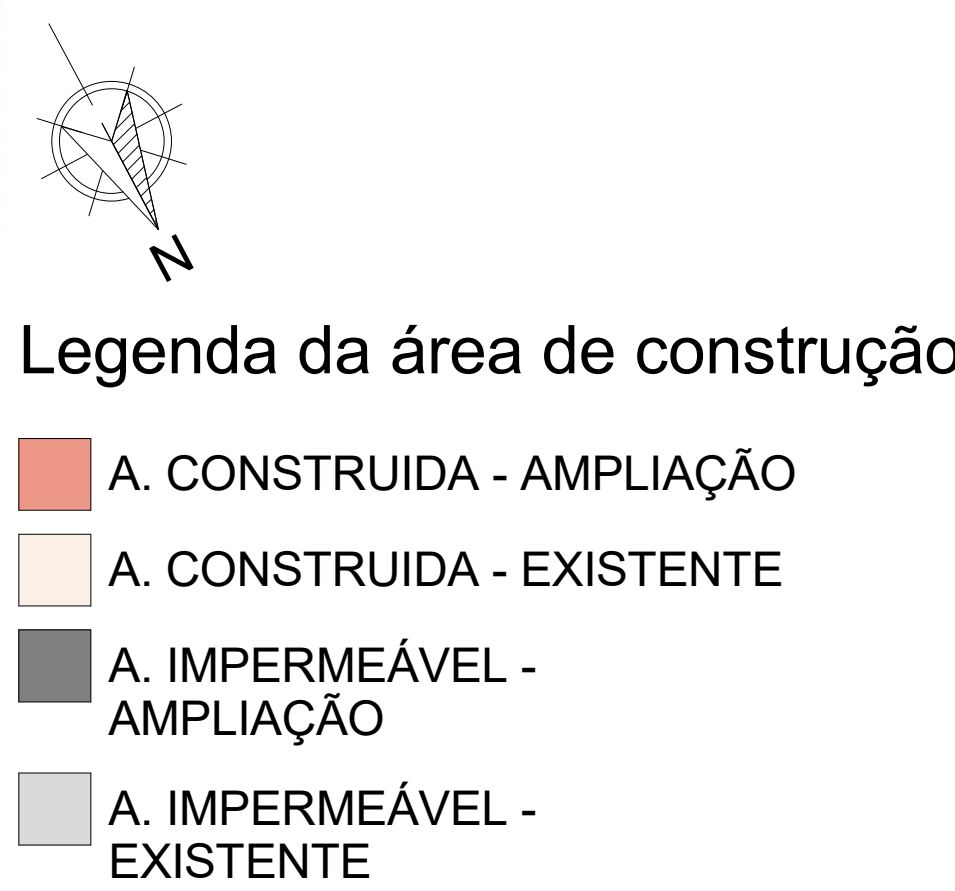 N
Legenda da área de construção
A. CONSTRUIDA - AMPLIAÇÃO
A. CONSTRUIDA - EXISTENTE
A. IMPERMEÁVEL -
AMPLIAÇÃO
A. IMPERMEÁVEL -
EXISTENTE